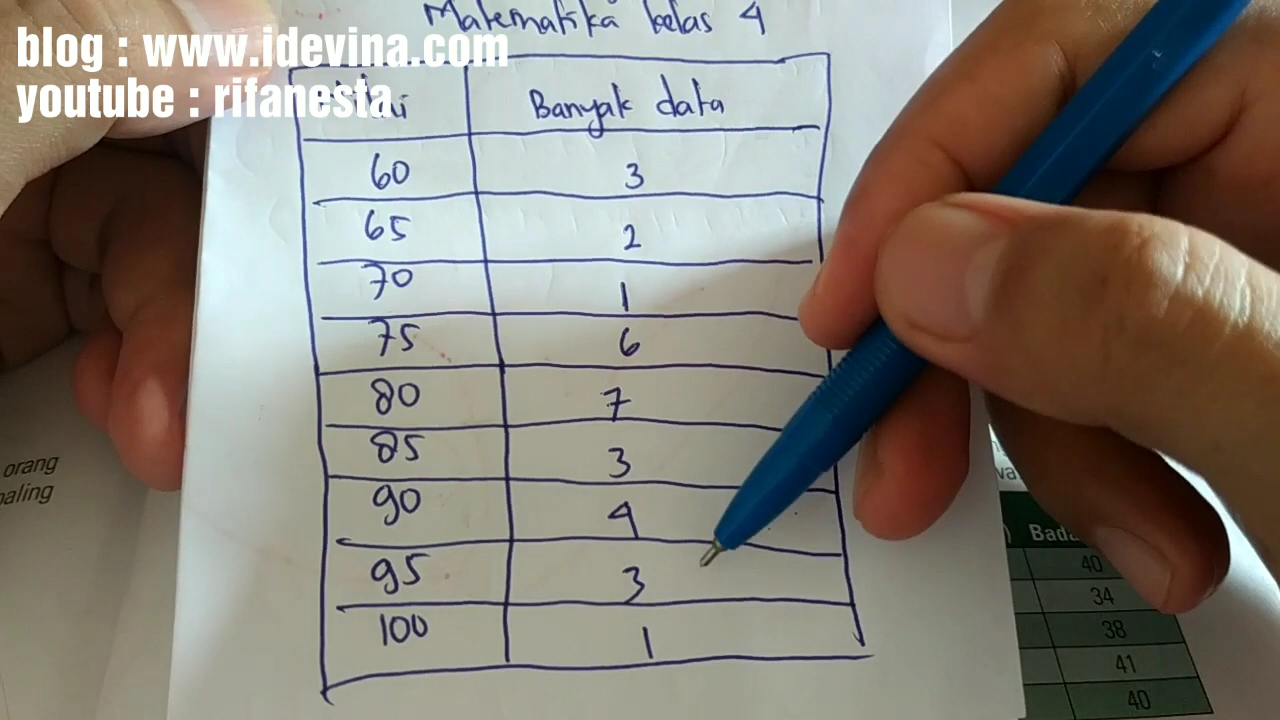 blog : www.idevina.com
youtube : rifanesta
Matematika kelas 4
Banyak data
60 3
65 2
70 1
75 6
80 7
85 3
90 4
95 3
100 1
orang
paling
40
34
38
41
40